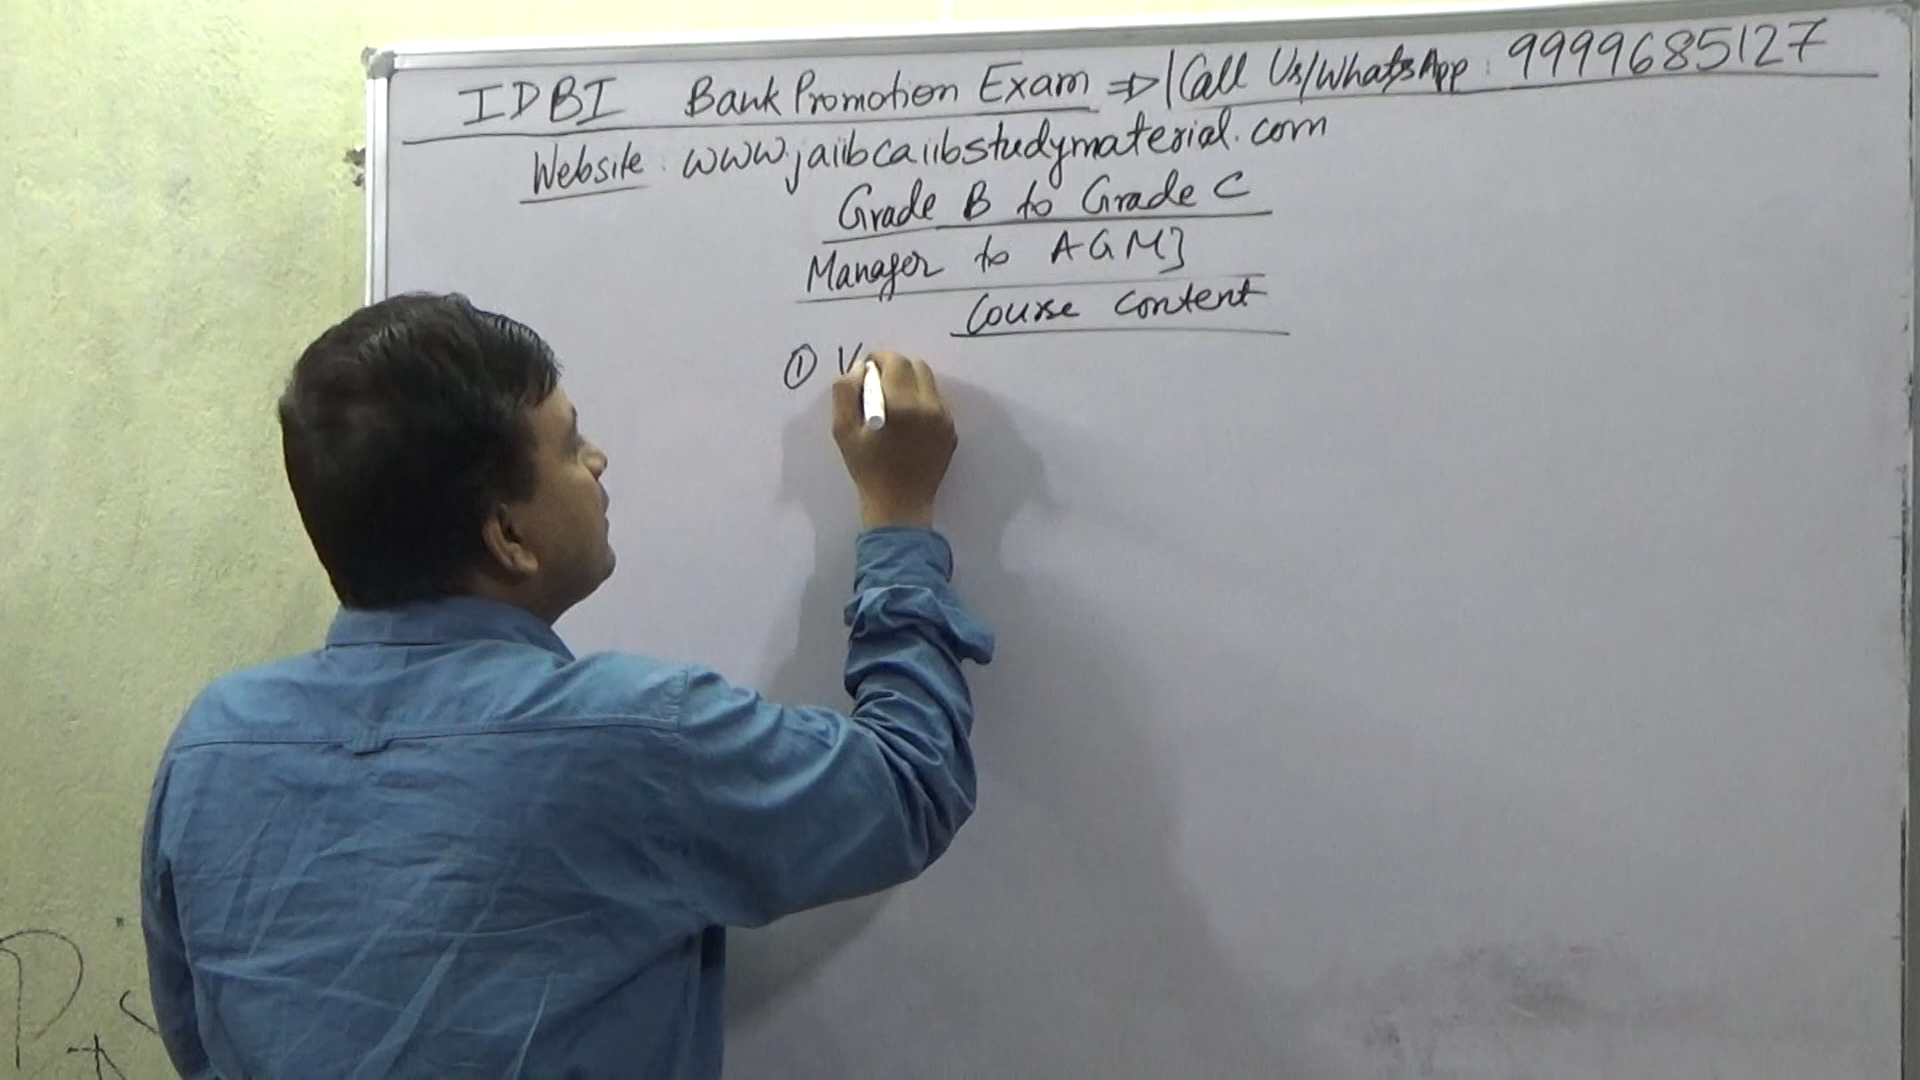 IDBI Bank Promotion Exam ⇒ | Call Us/WhatsApp : 9999685127
Website : www.jaiibcaiibstudymaterial.com
Grade B to Grade C
Manager to AGM]
Course content
① V